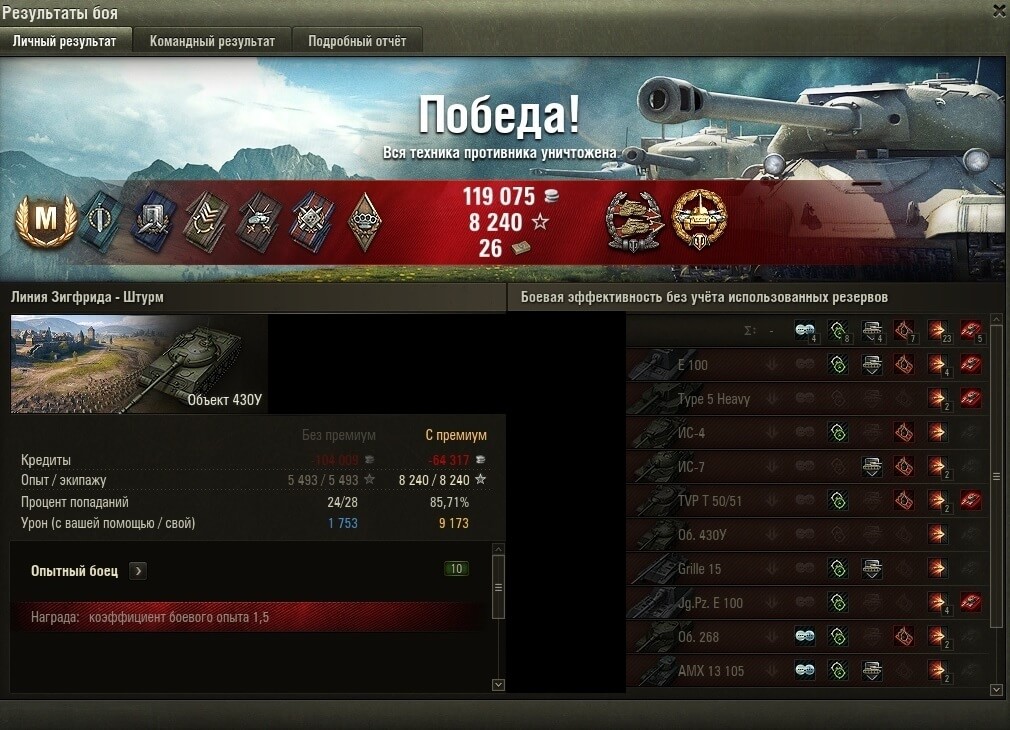 Результаты боя
Личный результат
Командный результат
Подробный отчёт
Победа!
Вся техника противника уничтожена
119 075
8 240
26
M
Линия Зигфрида - Штурм
Боевая эффективность без учёта использованных резервов
Объект 430У
Без премиум С премиум
Кредиты -104 009 -64 317
Опыт / экипажу 5 493 / 5 493 8 240 / 8 240
Процент попаданий 24/28 85,71%
Урон (с вашей помощью / свой) 1 753 9 173
Опытный боец 10
Награда: коэффициент боевого опыта 1,5
Σ: - 4 8 4 7 23 5
E 100 4
Type 5 Heavy 2
ИС-4
ИС-7 2
TVP T 50/51 2
Об. 430У
Grille 15
Jg.Pz. E 100 4
Об. 268 2
AMX 13 105 2